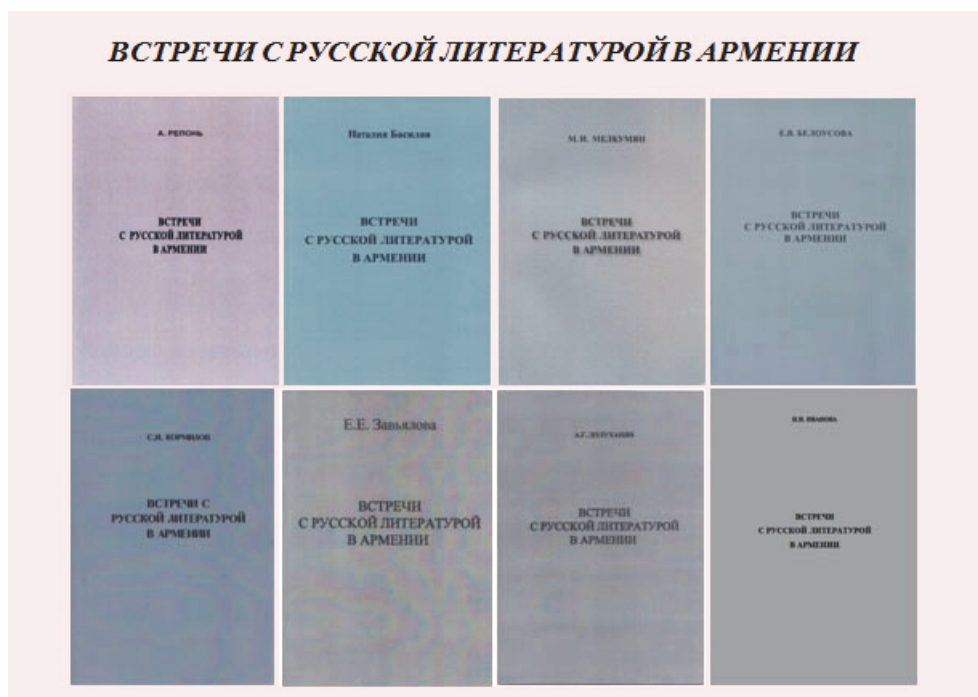 ВСТРЕЧИ С РУССКОЙ ЛИТЕРАТУРОЙ В АРМЕНИИ
А. РЕПОНЬ
ВСТРЕЧИ
С РУССКОЙ ЛИТЕРАТУРОЙ
В АРМЕНИИ
Наталия Басилая
ВСТРЕЧИ
С РУССКОЙ ЛИТЕРАТУРОЙ
В АРМЕНИИ
М.И. МЕЛКУМЯН
ВСТРЕЧИ
С РУССКОЙ ЛИТЕРАТУРОЙ
В АРМЕНИИ
Е.В. БЕЛОУСОВА
ВСТРЕЧИ
С РУССКОЙ ЛИТЕРАТУРОЙ
В АРМЕНИИ
С.И. КОРМИЛОВ
ВСТРЕЧИ С
РУССКОЙ ЛИТЕРАТУРОЙ
В АРМЕНИИ
Е.Е. Завьялова
ВСТРЕЧИ
С РУССКОЙ ЛИТЕРАТУРОЙ
В АРМЕНИИ
А.Г. ДОЛУХАНЯН
ВСТРЕЧИ
С РУССКОЙ ЛИТЕРАТУРОЙ
В АРМЕНИИ
ИВАНОВА
ВСТРЕЧИ
С РУССКОЙ ЛИТЕРАТУРОЙ
В АРМЕНИИ